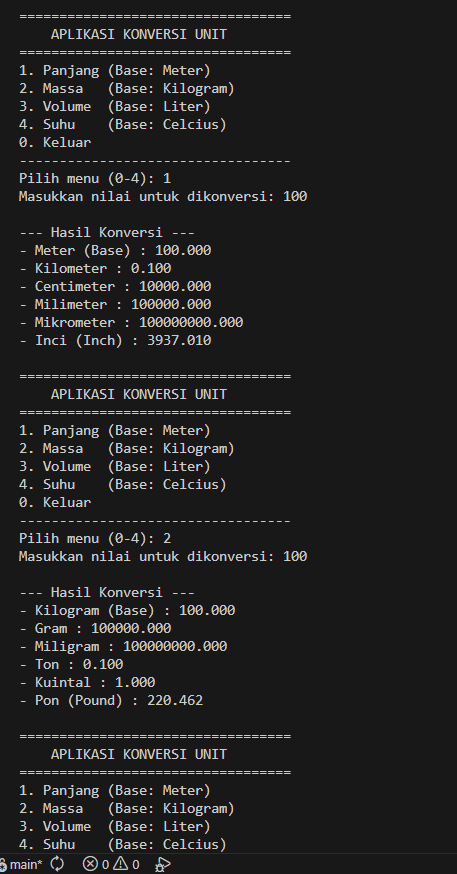 ==================================
    APLIKASI KONVERSI UNIT
==================================
1. Panjang (Base: Meter)
2. Massa   (Base: Kilogram)
3. Volume  (Base: Liter)
4. Suhu    (Base: Celcius)
0. Keluar
----------------------------------
Pilih menu (0-4): 1
Masukkan nilai untuk dikonversi: 100

--- Hasil Konversi ---
- Meter (Base) : 100.000
- Kilometer : 0.100
- Centimeter : 10000.000
- Milimeter : 100000.000
- Mikrometer : 100000000.000
- Inci (Inch) : 3937.010

==================================
    APLIKASI KONVERSI UNIT
==================================
1. Panjang (Base: Meter)
2. Massa   (Base: Kilogram)
3. Volume  (Base: Liter)
4. Suhu    (Base: Celcius)
0. Keluar
----------------------------------
Pilih menu (0-4): 2
Masukkan nilai untuk dikonversi: 100

--- Hasil Konversi ---
- Kilogram (Base) : 100.000
- Gram : 100000.000
- Miligram : 100000000.000
- Ton : 0.100
- Kuintal : 1.000
- Pon (Pound) : 220.462

==================================
    APLIKASI KONVERSI UNIT
==================================
1. Panjang (Base: Meter)
2. Massa   (Base: Kilogram)
3. Volume  (Base: Liter)
4. Suhu    (Base: Celcius)
main* 0 0